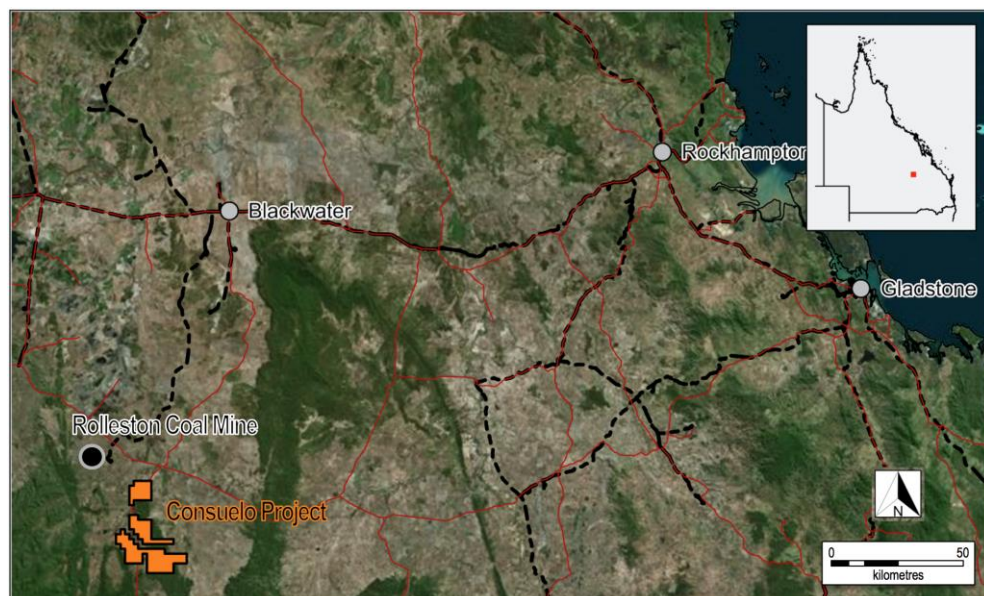 Rockhampton
Blackwater
Gladstone
Rolleston Coal Mine
Consuelo Project
N
0 50
kilometres